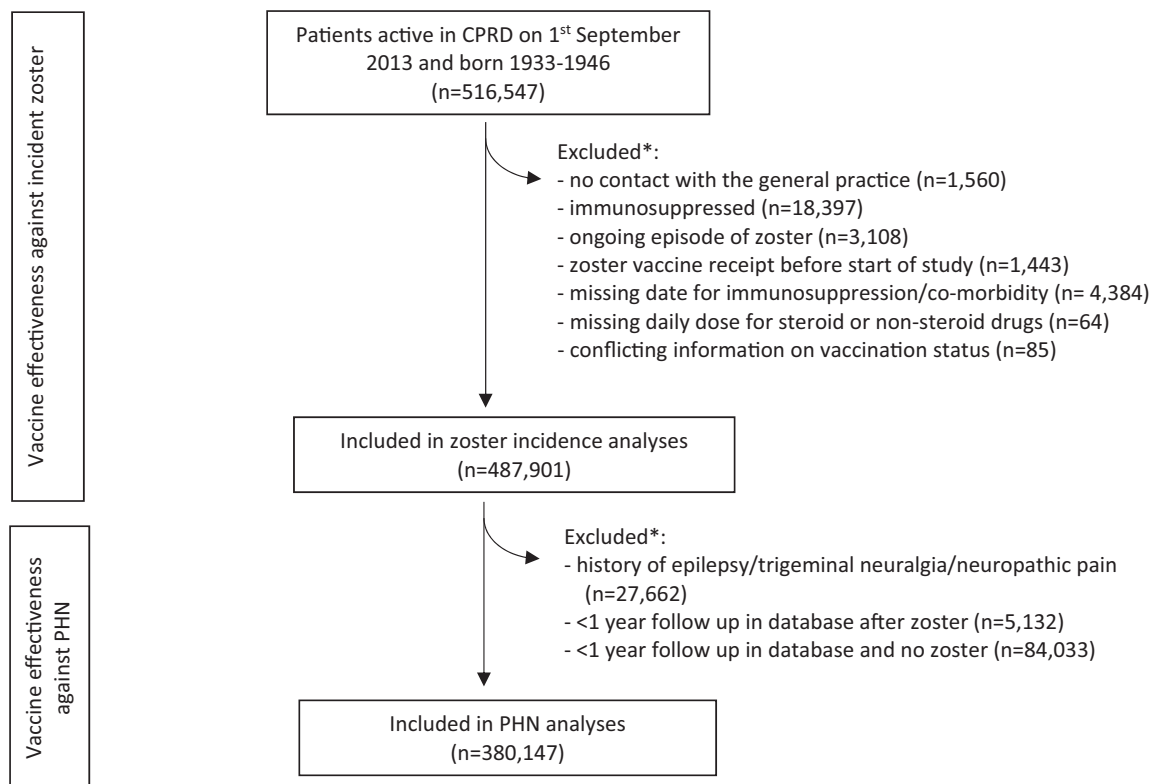 Vaccine effectiveness against incident zoster
Patients active in CPRD on 1st September
2013 and born 1933-1946
(n=516,547)
Excluded*:
- no contact with the general practice (n=1,560)
- immunosuppressed (n=18,397)
- ongoing episode of zoster (n=3,108)
- zoster vaccine receipt before start of study (n=1,443)
- missing date for immunosuppression/co-morbidity (n= 4,384)
- missing daily dose for steroid or non-steroid drugs (n=64)
- conflicting information on vaccination status (n=85)
Included in zoster incidence analyses
(n=487,901)
Vaccine effectiveness
against PHN
Excluded*:
- history of epilepsy/trigeminal neuralgia/neuropathic pain
(n=27,662)
- <1 year follow up in database after zoster (n=5,132)
- <1 year follow up in database and no zoster (n=84,033)
Included in PHN analyses
(n=380,147)